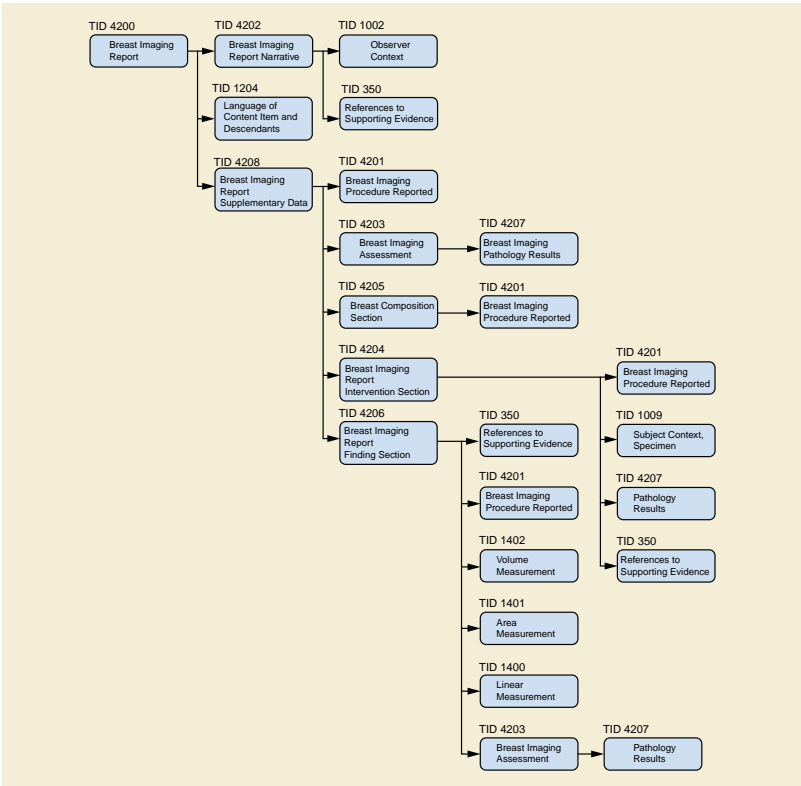 TID 4200
Breast Imaging
Report
TID 4202
Breast Imaging
Report Narrative
TID 1002
Observer
Context
TID 1204
Language of
Content Item and
Descendants
TID 350
References to
Supporting Evidence
TID 4208
Breast Imaging
Report
Supplementary Data
TID 4201
Breast Imaging
Procedure Reported
TID 4203
Breast Imaging
Assessment
TID 4207
Breast Imaging
Pathology Results
TID 4205
Breast Composition
Section
TID 4201
Breast Imaging
Procedure Reported
TID 4204
Breast Imaging
Report
Intervention Section
TID 4201
Breast Imaging
Procedure Reported
TID 1009
Subject Context,
Specimen
TID 4207
Pathology
Results
TID 350
References to
Supporting Evidence
TID 4206
Breast Imaging
Report
Finding Section
TID 350
References to
Supporting Evidence
TID 4201
Breast Imaging
Procedure Reported
TID 1402
Volume
Measurement
TID 1401
Area
Measurement
TID 1400
Linear
Measurement
TID 4203
Breast Imaging
Assessment
TID 4207
Pathology
Results